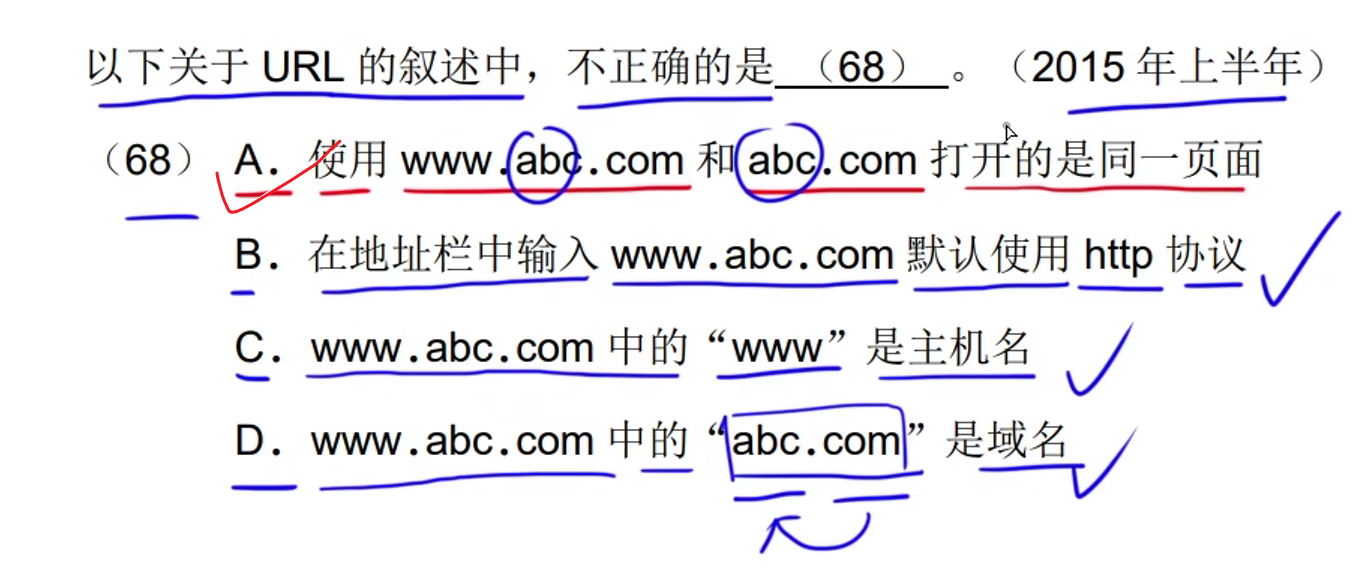 以下关于 URL 的叙述中，不正确的是 （68） 。（2015 年上半年）
（68） A. 使用 www.abc.com 和 abc.com 打开的是同一页面
B. 在地址栏中输入 www.abc.com 默认使用 http 协议
C. www.abc.com 中的“www”是主机名
D. www.abc.com 中的“abc.com”是域名